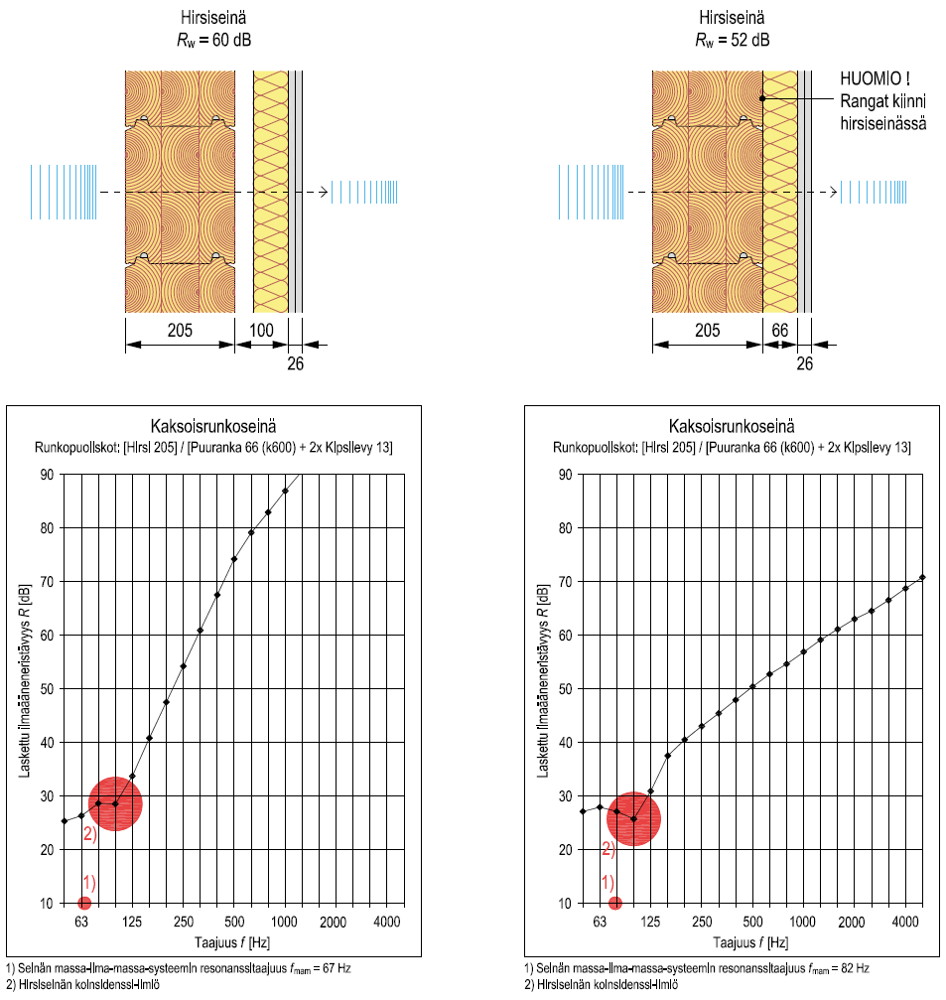 Hirsiseinä
Rw = 60 dB
205
100
26
Hirsiseinä
Rw = 52 dB
HUOMIO !
Rangat kiinni
hirsiseinässä
205
66
26
Kaksoisrunkoseinä
Runkopuoliskot: [Hirsi 205] / [Puuranka 66 (k600) + 2x Kipsilevy 13]
Laskettu ilmaääneneristävyys R [dB]
90
80
70
60
50
40
30
20
10
2)
1)
63
125
250
500
1000
2000
4000
Taajuus f [Hz]
1) Seinän massa-ilma-massa-systeemin resonanssitaajuus fmam = 67 Hz
2) Hirsiseinän koinsidenssi-ilmiö
Kaksoisrunkoseinä
Runkopuoliskot: [Hirsi 205] / [Puuranka 66 (k600) + 2x Kipsilevy 13]
Laskettu ilmaääneneristävyys R [dB]
90
80
70
60
50
40
30
20
10
2)
1)
63
125
250
500
1000
2000
4000
Taajuus f [Hz]
1) Seinän massa-ilma-massa-systeemin resonanssitaajuus fmam = 82 Hz
2) Hirsiseinän koinsidenssi-ilmiö